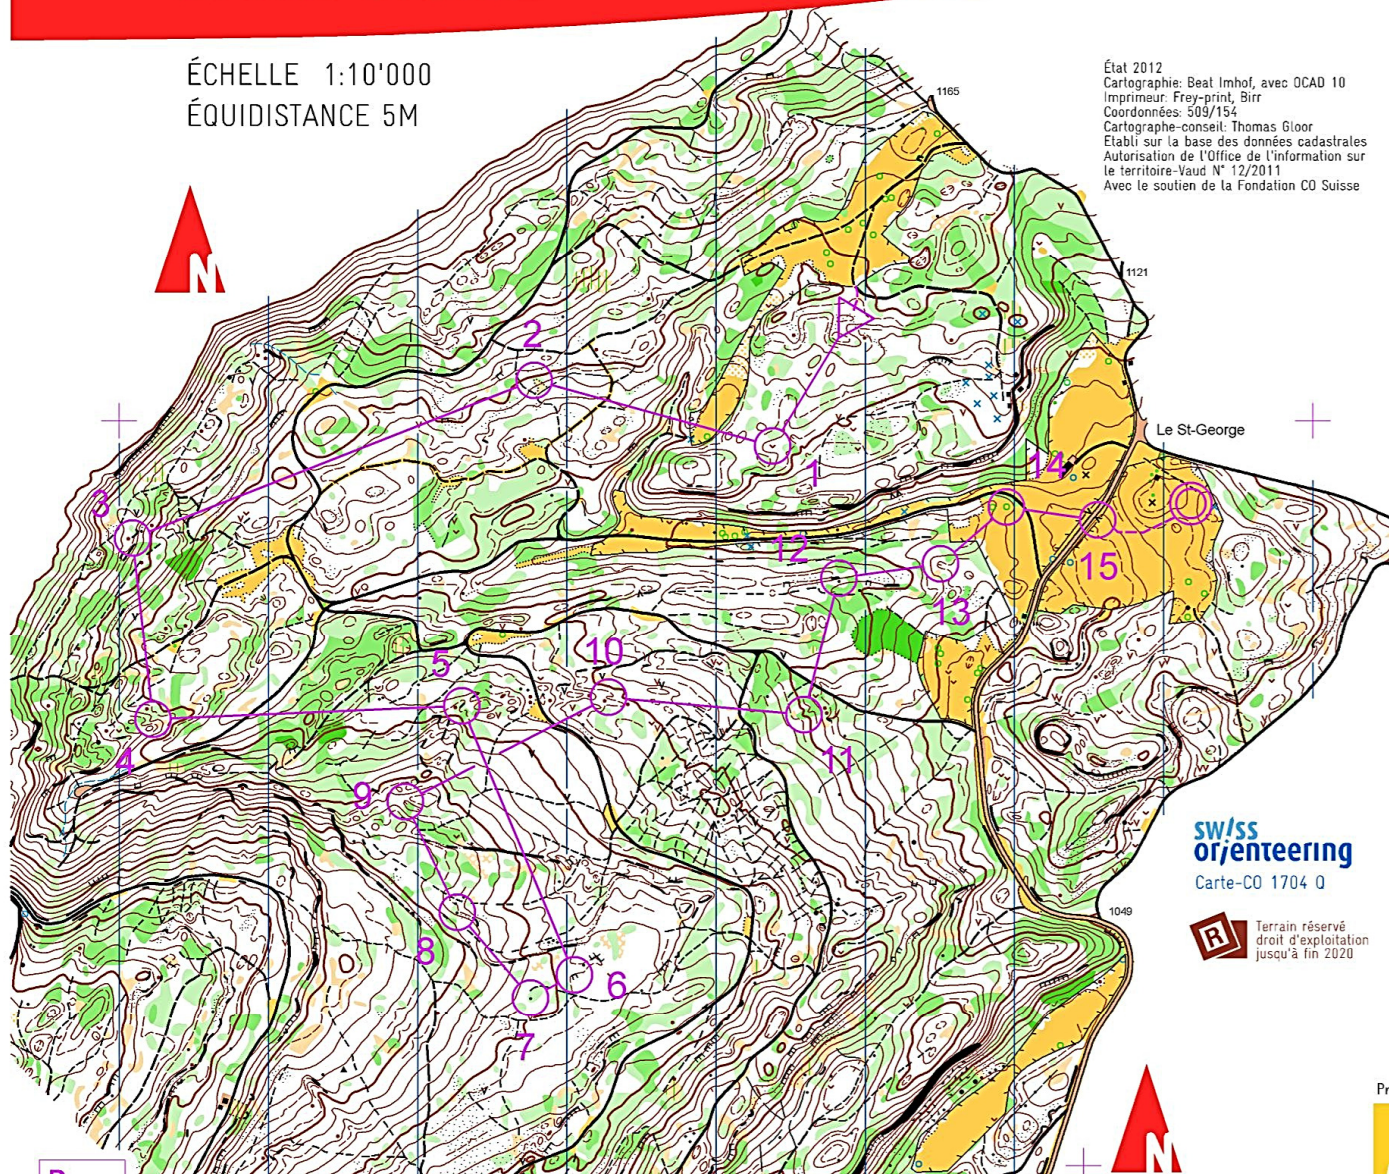 ÉCHELLE 1:10'000
ÉQUIDISTANCE 5M
État 2012
Cartographie: Beat Imhof, avec OCAD 10
Imprimeur: Frey-print, Birr
Coordonnées: 509/154
Cartographe-conseil: Thomas Gloor
Etabli sur la base des données cadastrales
Autorisation de l'Office de l'information sur
le territoire-Vaud N° 12/2011
Avec le soutien de la Fondation CO Suisse
1165
N
1121
2
Le St-George
1
14
3
12
15
13
10
5
4
11
9
swiss
orienteering
Carte-CO 1704 Q
1049
R
Terrain réservé
droit d'exploitation
jusqu'à fin 2020
8
6
7
N
Pr